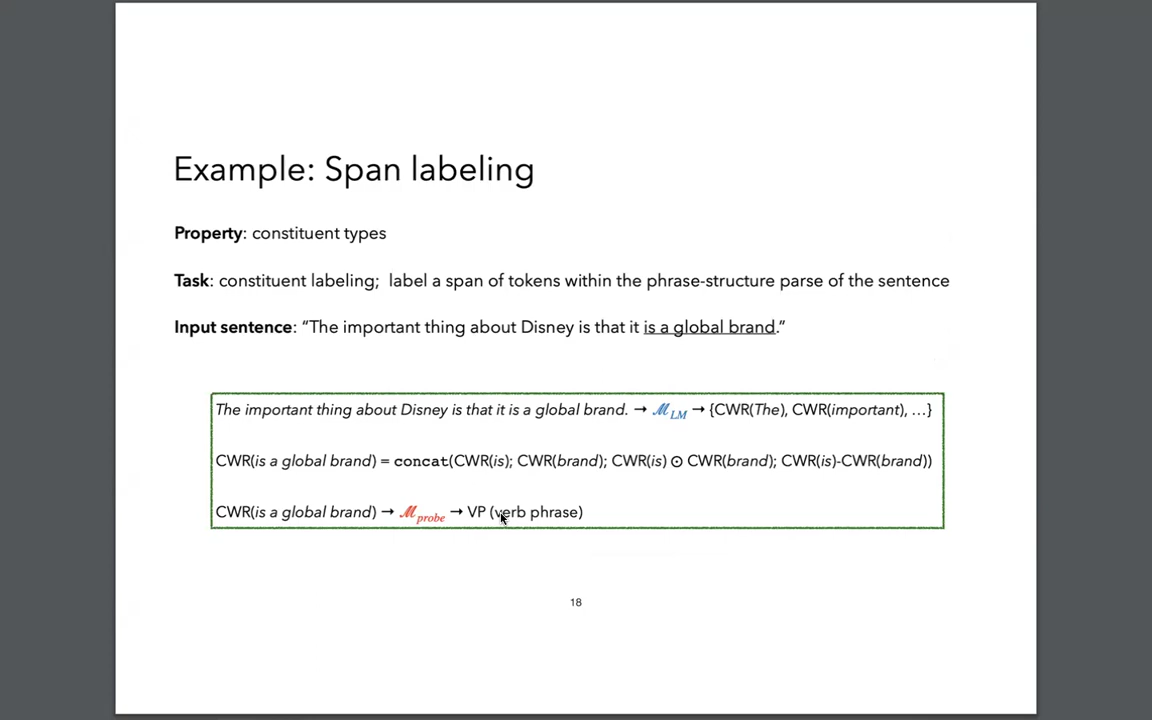 Example: Span labeling
Property: constituent types
Task: constituent labeling; label a span of tokens within the phrase-structure parse of the sentence
Input sentence: “The important thing about Disney is that it is a global brand.”
The important thing about Disney is that it is a global brand. → ℳ_LM → {CWR(The), CWR(important), …}
CWR(is a global brand) = concat(CWR(is); CWR(brand); CWR(is) ⊙ CWR(brand); CWR(is)-CWR(brand))
CWR(is a global brand) → ℳ_probe → VP (verb phrase)
18